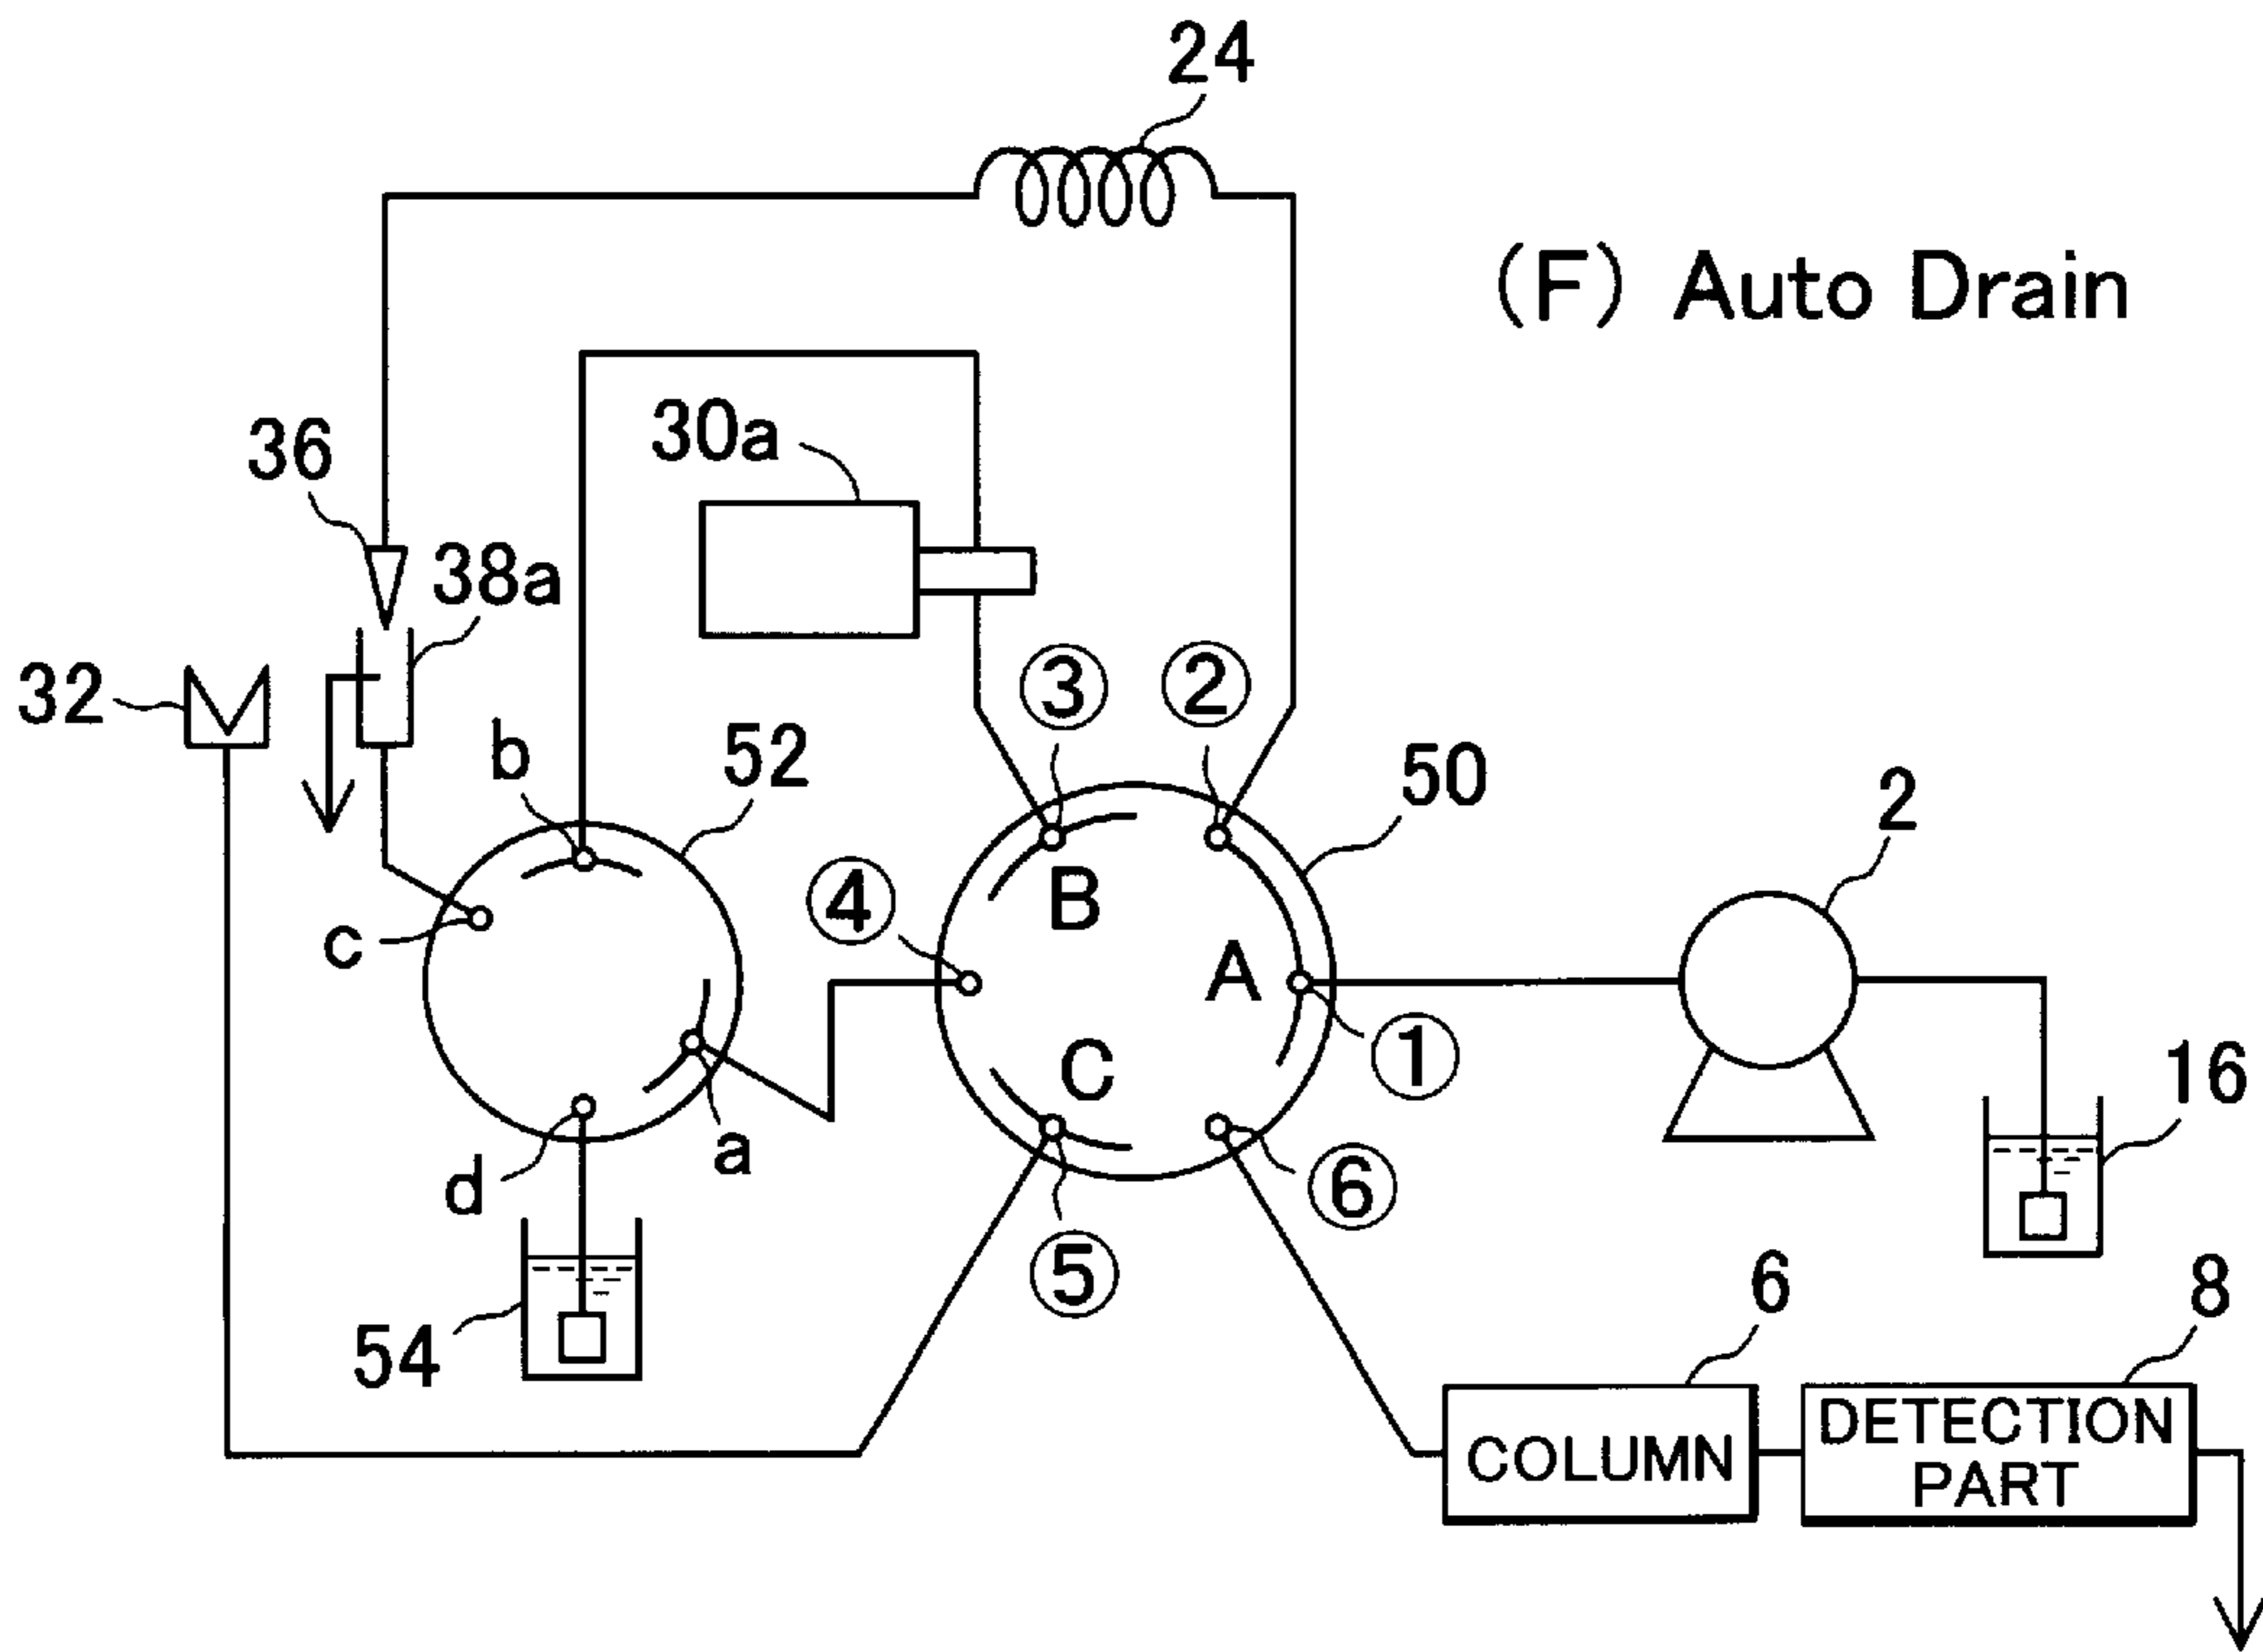 24
(F) Auto Drain
36
30a
38a
32
③
②
b
52
50
2
④
B
c
A
C
①
16
a
d
⑥
⑤
6
8
54
COLUMN
DETECTION
PART